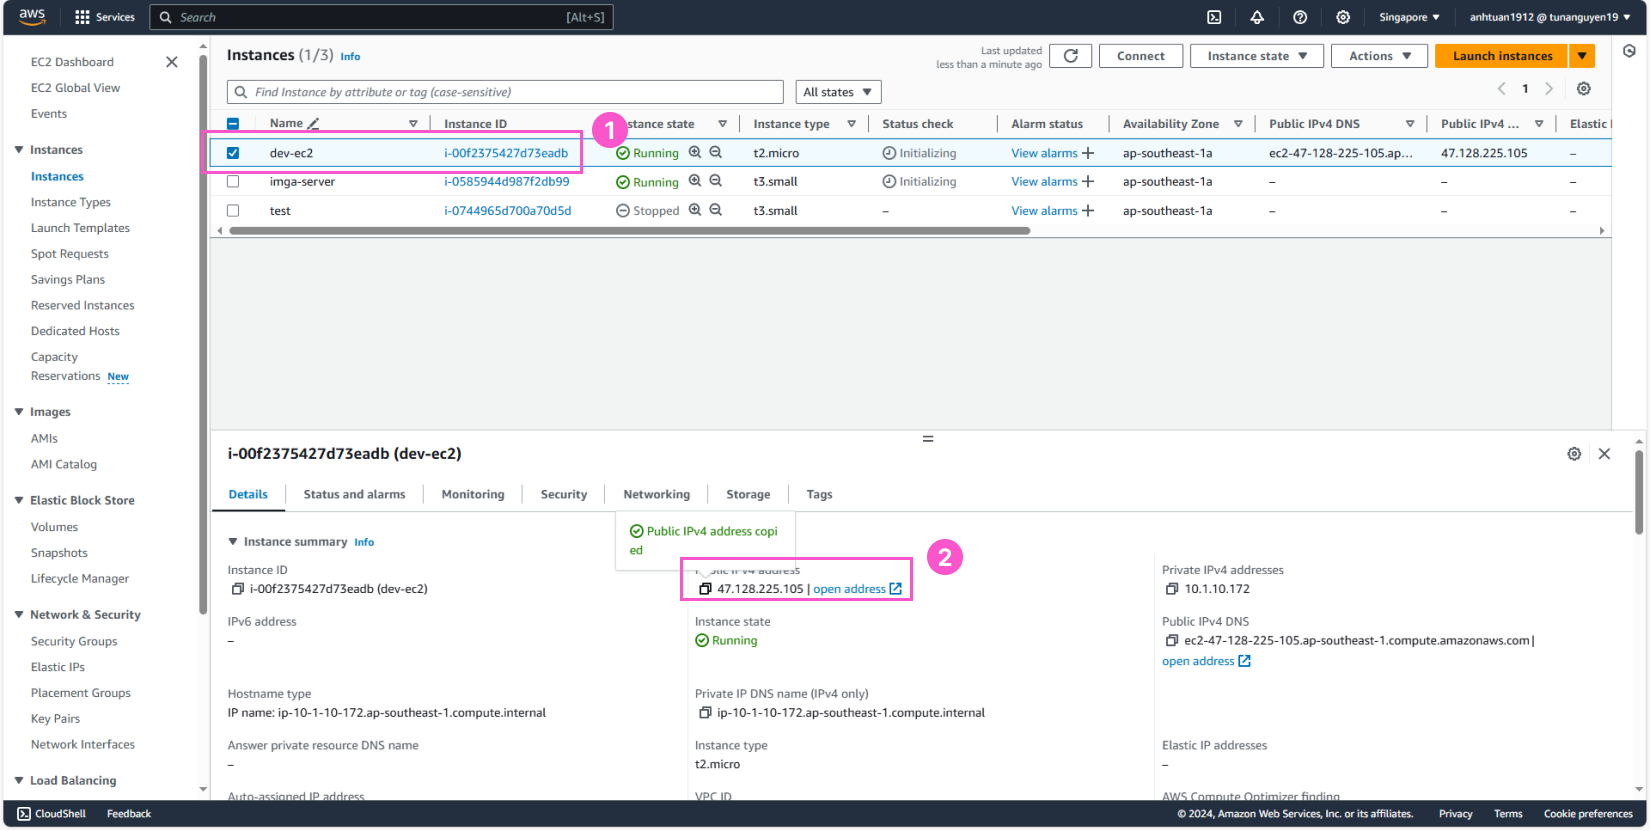 aws
Services
Search
[Alt+S]
Singapore
anhtuan1912 @ tunanguyen19
EC2 Dashboard
EC2 Global View
Events
Instances
Instances
Instance Types
Launch Templates
Spot Requests
Savings Plans
Reserved Instances
Dedicated Hosts
Capacity
Reservations New
Images
AMIs
AMI Catalog
Elastic Block Store
Volumes
Snapshots
Lifecycle Manager
Network & Security
Security Groups
Elastic IPs
Placement Groups
Key Pairs
Network Interfaces
Load Balancing
Instances (1/3) Info
Last updated
less than a minute ago
Connect
Instance state
Actions
Launch instances
Find Instance by attribute or tag (case-sensitive)
All states
1
Name Instance ID stance state Instance type Status check Alarm status Availability Zone Public IPv4 DNS Public IPv4 ... Elastic
1
dev-ec2 i-00f2375427d73eadb Running t2.micro Initializing View alarms ap-southeast-1a ec2-47-128-225-105.ap... 47.128.225.105 –
imga-server i-0585944d987f2db99 Running t3.small Initializing View alarms ap-southeast-1a – – –
test i-0744965d700a70d5d Stopped t3.small – View alarms ap-southeast-1a – – –
i-00f2375427d73eadb (dev-ec2)
Details Status and alarms Monitoring Security Networking Storage Tags
Public IPv4 address copi
ed
Instance summary Info
2
Instance ID
i-00f2375427d73eadb (dev-ec2)
Public IPv4 address
47.128.225.105 | open address
Private IPv4 addresses
10.1.10.172
IPv6 address
–
Instance state
Running
Public IPv4 DNS
ec2-47-128-225-105.ap-southeast-1.compute.amazonaws.com |
open address
Hostname type
IP name: ip-10-1-10-172.ap-southeast-1.compute.internal
Private IP DNS name (IPv4 only)
ip-10-1-10-172.ap-southeast-1.compute.internal
Answer private resource DNS name
–
Instance type
t2.micro
Elastic IP addresses
–
Auto-assigned IP address
VPC ID
AWS Compute Optimizer finding
CloudShell
Feedback
© 2024, Amazon Web Services, Inc. or its affiliates.
Privacy
Terms
Cookie preferences